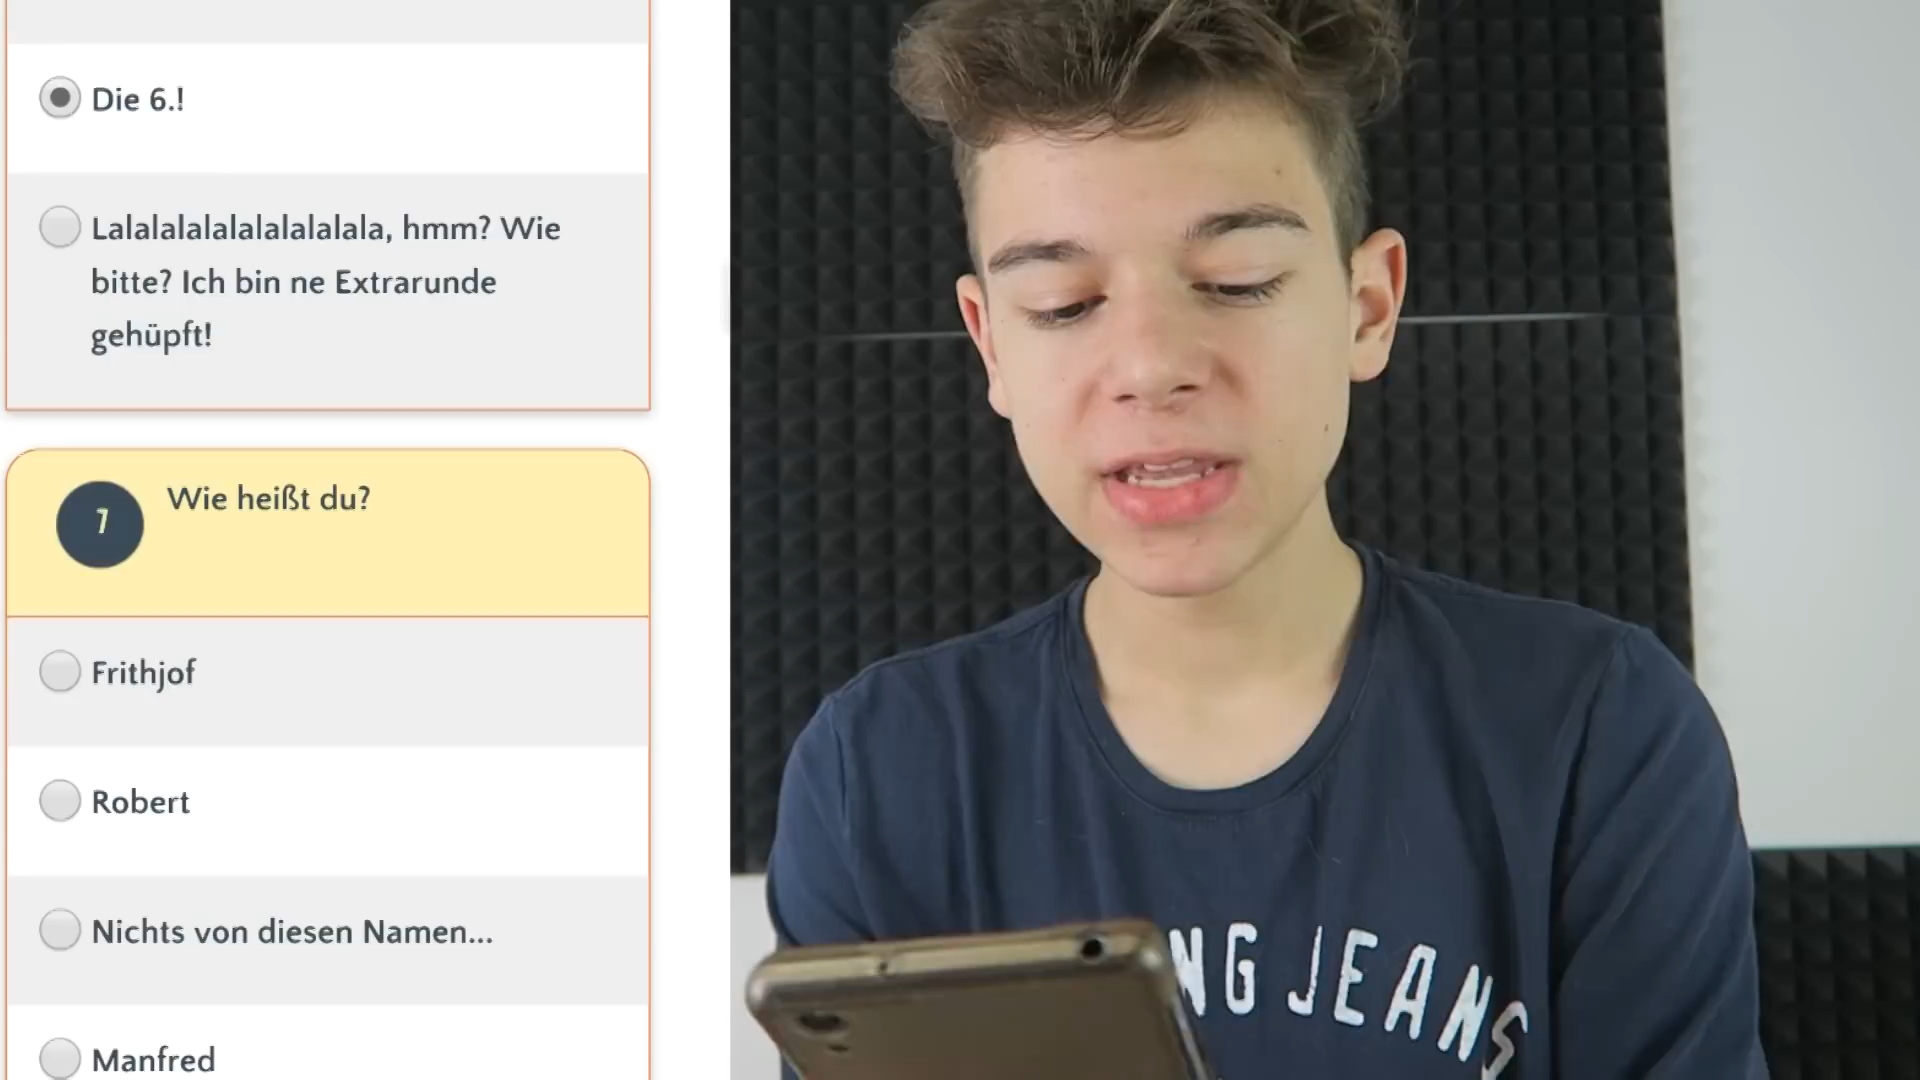 Die 6.!
Lalalalalalalalalala, hmm? Wie
bitte? Ich bin ne Extrarunde
gehüpft!
7
Wie heißt du?
Frithjof
Robert
Nichts von diesen Namen...
Manfred
NG JEANS